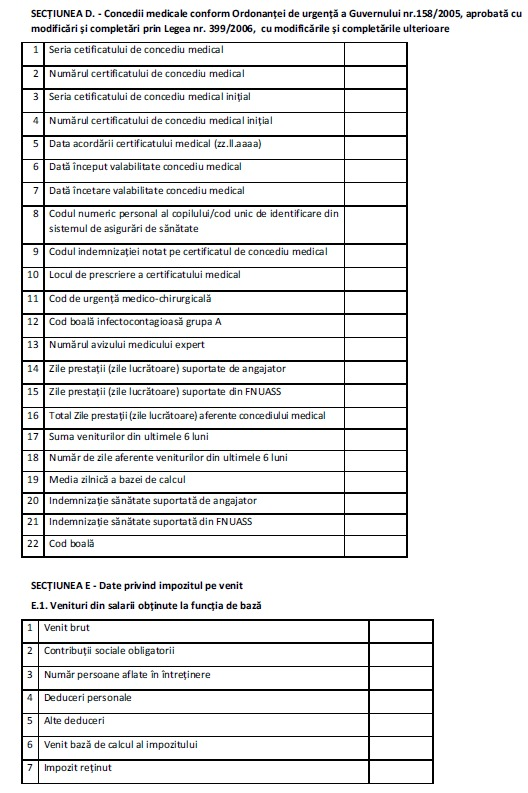 SECȚIUNEA D. - Concedii medicale conform Ordonanței de urgență a Guvernului nr.158/2005, aprobată cu
modificări și completări prin Legea nr. 399/2006, cu modificările și completările ulterioare
1 Seria cetificatului de concediu medical
2 Numărul certificatului de concediu medical
3 Seria cetificatului de concediu medical inițial
4 Numărul certificatului de concediu medical inițial
5 Data acordării certificatului medical (zz.ll.aaaa)
6 Dată început valabilitate concediu medical
7 Dată încetare valabilitate concediu medical
8 Codul numeric personal al copilului/cod unic de identificare din
sistemul de asigurări de sănătate
9 Codul indemnizației notat pe certificatul de concediu medical
10 Locul de prescriere a certificatului medical
11 Cod de urgență medico-chirurgicală
12 Cod boală infectocontagioasă grupa A
13 Numărul avizului medicului expert
14 Zile prestații (zile lucrătoare) suportate de angajator
15 Zile prestații (zile lucrătoare) suportate din FNUASS
16 Total Zile prestații (zile lucrătoare) aferente concediului medical
17 Suma veniturilor din ultimele 6 luni
18 Număr de zile aferente veniturilor din ultimele 6 luni
19 Media zilnică a bazei de calcul
20 Indemnizație sănătate suportată de angajator
21 Indemnizație sănătate suportată din FNUASS
22 Cod boală
SECȚIUNEA E - Date privind impozitul pe venit
E.1. Venituri din salarii obținute la funcția de bază
1 Venit brut
2 Contribuții sociale obligatorii
3 Număr persoane aflate în întreținere
4 Deduceri personale
5 Alte deduceri
6 Venit bază de calcul al impozitului
7 Impozit reținut